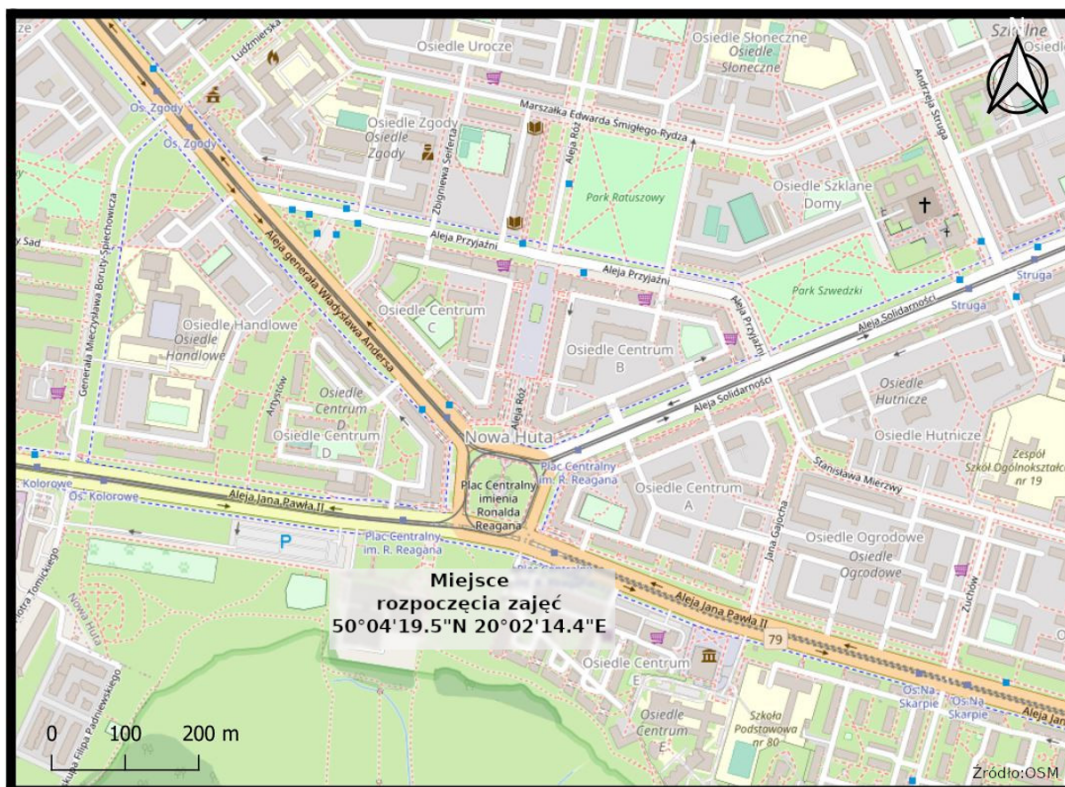 N
Osiedle Urocze
Ludźmierska
Osiedle Słoneczne
Osiedle
Słoneczne
Andrzeja Struga
Os. Zgody
Os. Zgody
Osiedle Zgody
Osiedle
Zgody
Marszałka Edwarda Śmigłego-Rydza
Aleja Róż
Zbigniewa Seiferta
Park Ratuszowy
Osiedle Szklane
Domy
Generała Mieczysława Boruty-Spiechowicza
Aleja Przyjaźni
Aleja Przyjaźni
Aleja Przyjaźni
Sad
Aleja generała Władysława Andersa
Park Szwedzki
Struga
Struga
Aleja Solidarności
Aleja Solidarności
Osiedle Handlowe
Osiedle
Handlowe
Osiedle Centrum
C
Osiedle Centrum
B
Aleja Róż
Artystów
Osiedle
Centrum
D
Osiedle Centrum
D
Osiedle
Hutnicze
Osiedle Hutnicze
Nowa Huta
Zespół
Szkół Ogólnokształcą
nr 19
Stanisława Mierzwy
Plac Centralny
im. R. Reagana
Plac Centralny
imienia
Ronalda
Reagana
Osiedle Centrum
A
Kolorowe
Os. Kolorowe
Aleja Jana Pawła II
P
Plac Centralny
im. R. Reagana
Jana Gajocha
Osiedle Ogrodowe
Osiedle
Ogrodowe
Zuchów
Miejsce
rozpoczęcia zajęć
50°04'19.5"N 20°02'14.4"E
Aleja Jana Pawła II
79
Nowa Huta
Tomickiego
Filipa Padniewskiego
Osiedle Centrum
E
Osiedle
Centrum
E
Szkoła
Podstawowa
nr 80
Os.Na
Skarpie
Os.Na
Skarpie
Aleja
0 100 200 m
Źródło:OSM